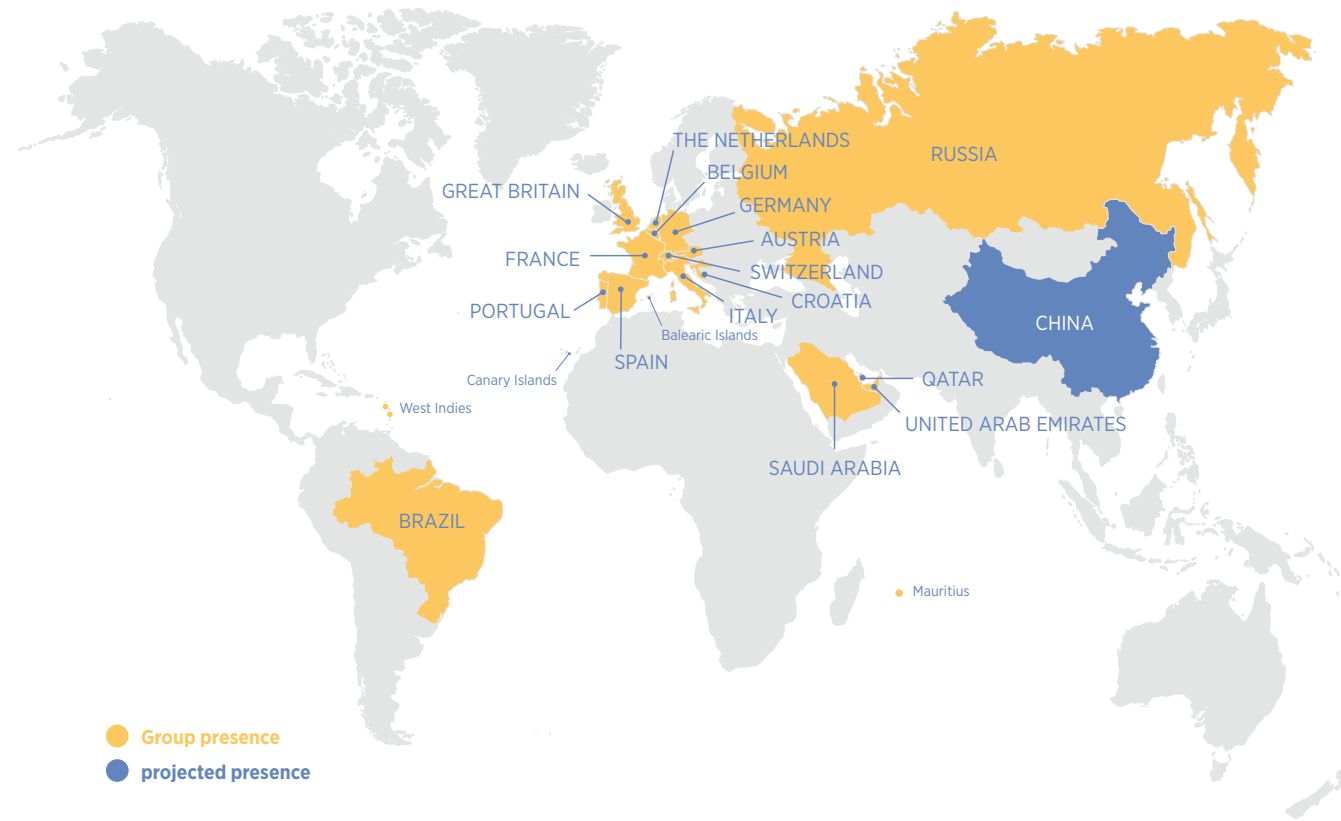 THE NETHERLANDS
RUSSIA
BELGIUM
GREAT BRITAIN
GERMANY
AUSTRIA
FRANCE
SWITZERLAND
CROATIA
PORTUGAL
ITALY
CHINA
Balearic Islands
SPAIN
Canary Islands
QATAR
West Indies
UNITED ARAB EMIRATES
SAUDI ARABIA
BRAZIL
Mauritius
Group presence
projected presence